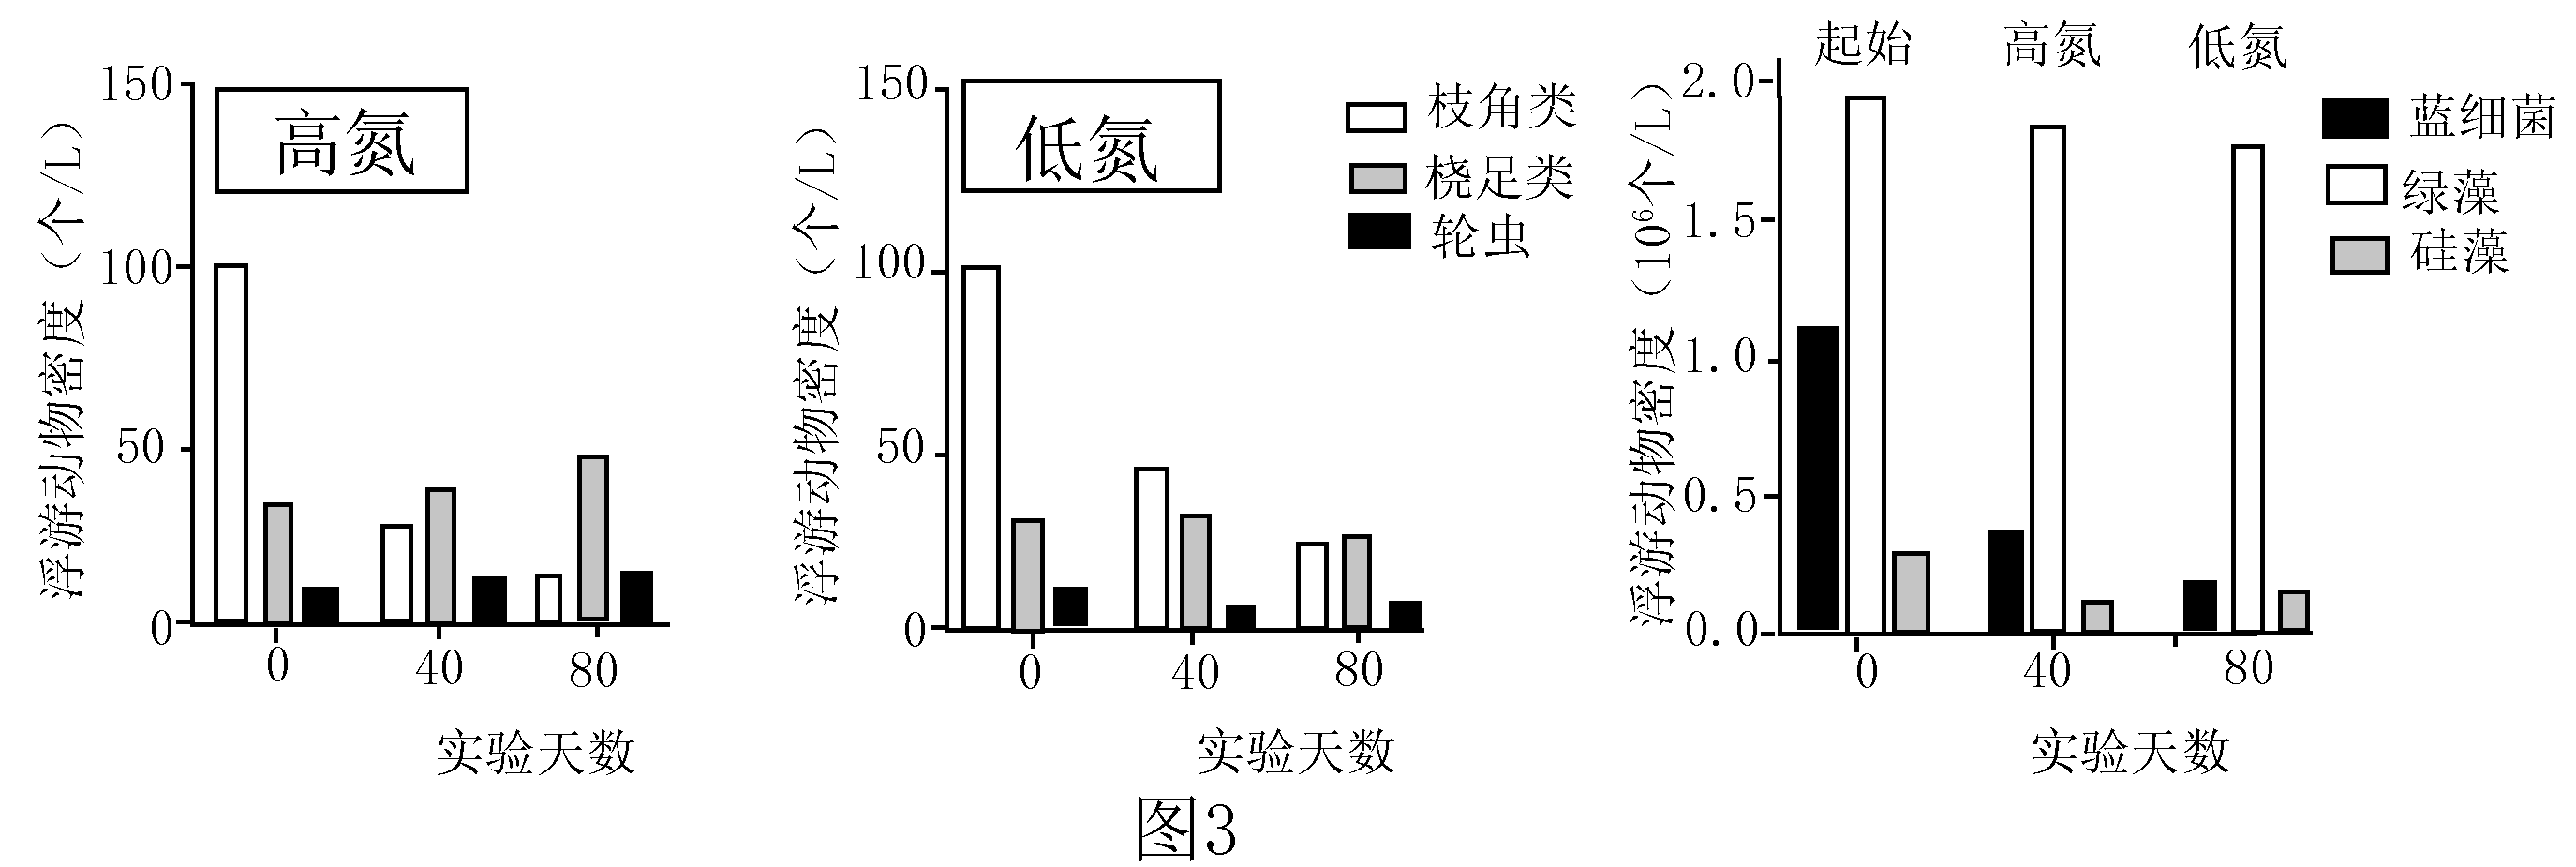 150
100
50
0
高氮
浮游动物密度（个/L）
0
40
80
实验天数
150
100
50
0
低氮
浮游动物密度（个/L）
枝角类
桡足类
轮虫
0
40
80
实验天数
起始 高氮 低氮
2.0
1.5
1.0
0.5
0.0
浮游动物密度（10⁶个/L）
蓝细菌
绿藻
硅藻
0
40
80
实验天数
图3